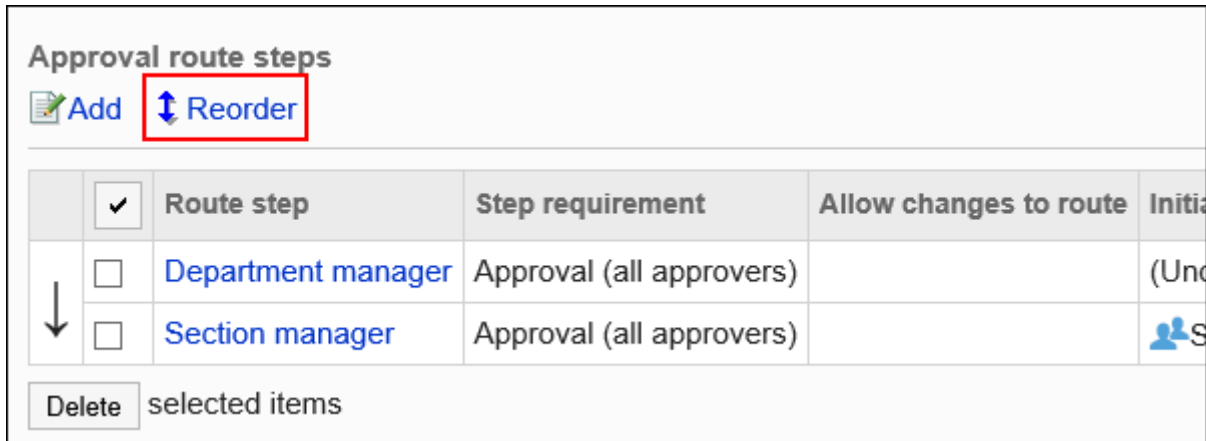 Approval route steps
Add Reorder
Route step Step requirement Allow changes to route
Department manager Approval (all approvers)
Section manager Approval (all approvers)
Delete selected items